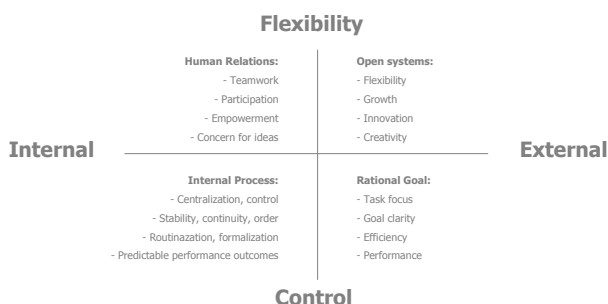 Flexibility
Human Relations:
- Teamwork
- Participation
- Empowerment
- Concern for ideas
Open systems:
- Flexibility
- Growth
- Innovation
- Creativity
Internal
External
Internal Process:
- Centralization, control
- Stability, continuity, order
- Routinazation, formalization
- Predictable performance outcomes
Rational Goal:
- Task focus
- Goal clarity
- Efficiency
- Performance
Control